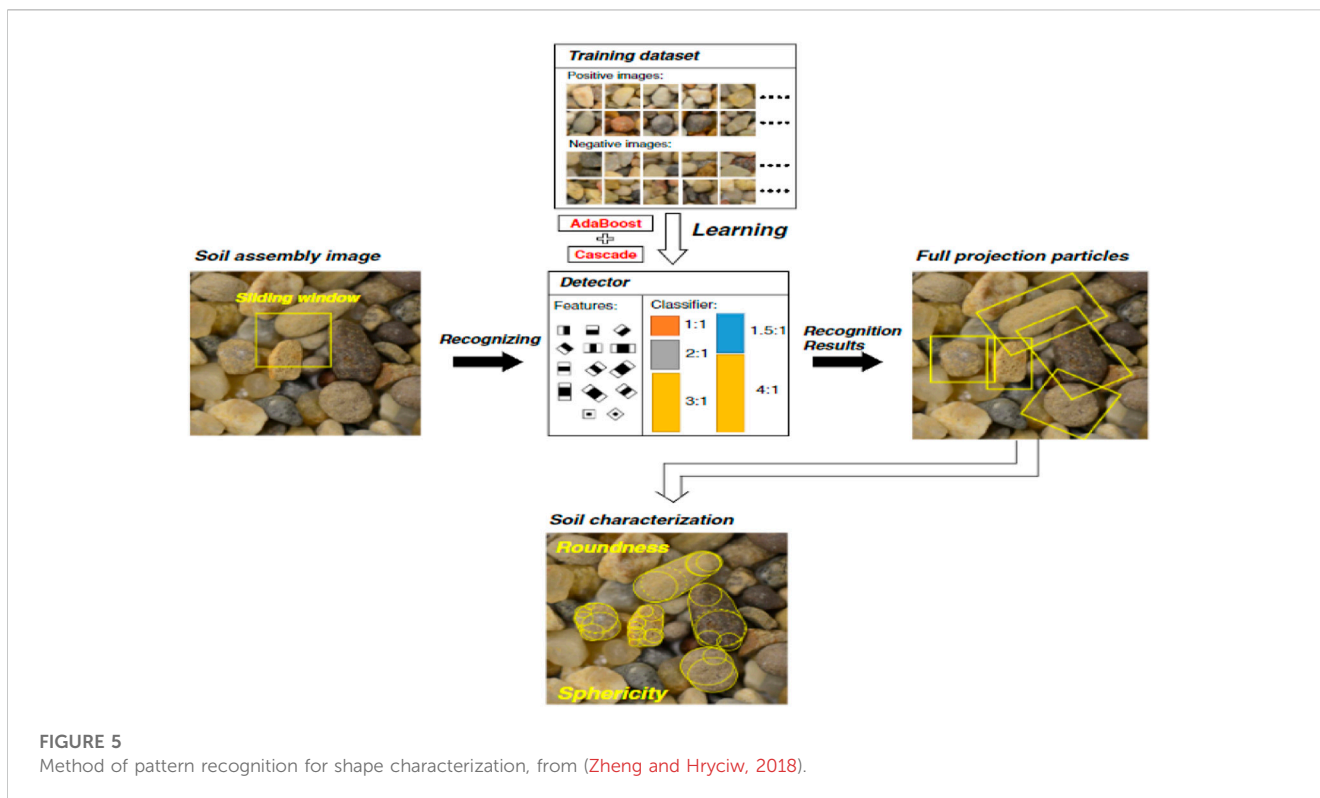 Training dataset
Positive images:
Negative images:
AdaBoost
Cascade
Learning
Soil assembly image
Sliding window
Recognizing
Detector
Features:
Classifier:
1:1
2:1
3:1
1.5:1
4:1
Recognition
Results
Full projection particles
Soil characterization
Roundness
Sphericity
FIGURE 5
Method of pattern recognition for shape characterization, from (Zheng and Hryciw, 2018).